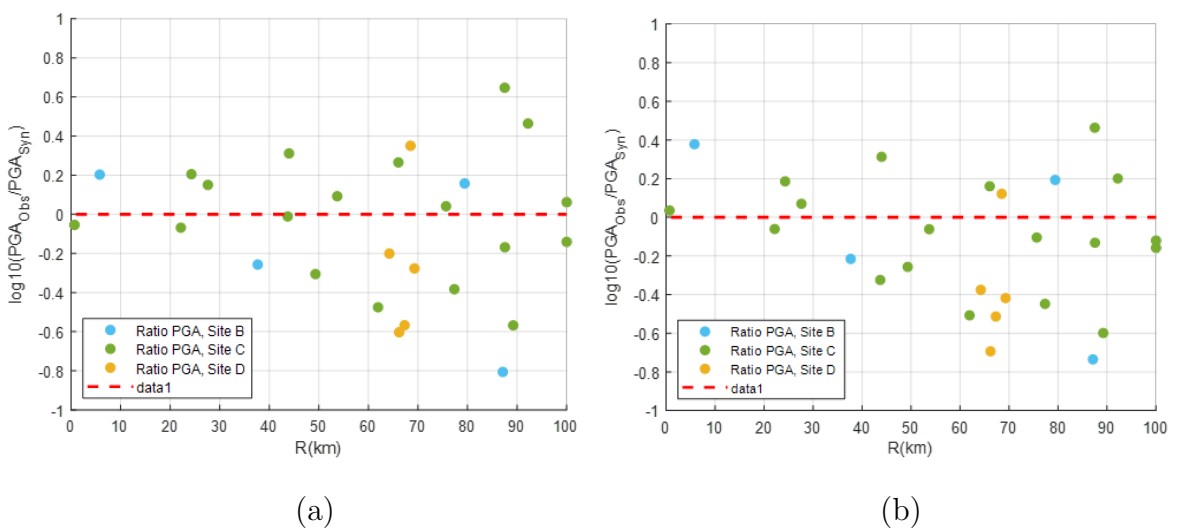 1
0.8
0.6
0.4
0.2
0
-0.2
-0.4
-0.6
-0.8
-1
log10(PGA_Obs/PGA_Syn)
Ratio PGA, Site B
Ratio PGA, Site C
Ratio PGA, Site D
data1
0 10 20 30 40 50 60 70 80 90 100
R(km)
(a)
1
0.8
0.6
0.4
0.2
0
-0.2
-0.4
-0.6
-0.8
-1
log10(PGA_Obs/PGA_Syn)
Ratio PGA, Site B
Ratio PGA, Site C
Ratio PGA, Site D
data1
0 10 20 30 40 50 60 70 80 90 100
R(km)
(b)